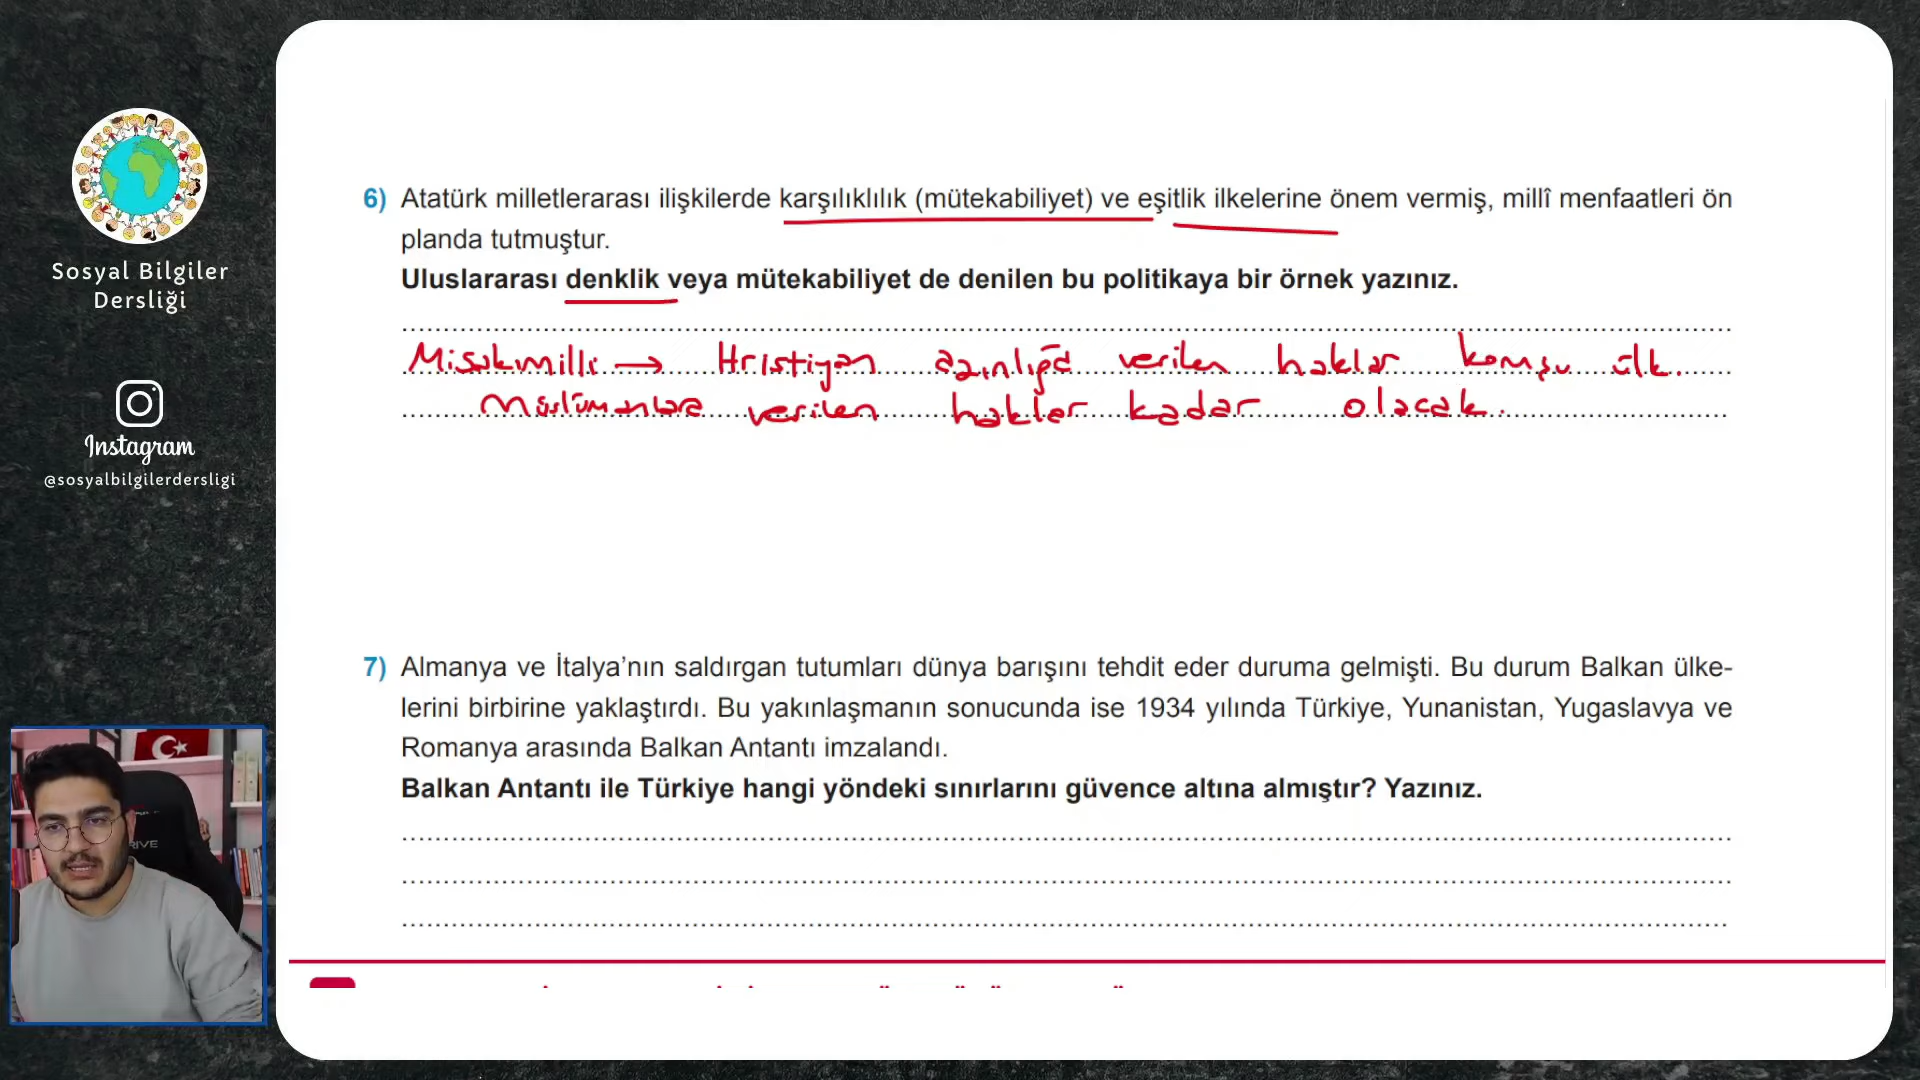 Sosyal Bilgiler
Dersliği
Instagram
@sosyalbilgilerdersligi
6) Atatürk milletlerarası ilişkilerde karşılıklılık (mütekabiliyet) ve eşitlik ilkelerine önem vermiş, millî menfaatleri ön
planda tutmuştur.
Uluslararası denklik veya mütekabiliyet de denilen bu politikaya bir örnek yazınız.
Misakımilli → Hristiyan azınlığa verilen haklar komşu ülk.
Müslümanlara verilen haklar kadar olacak.
7) Almanya ve İtalya’nın saldırgan tutumları dünya barışını tehdit eder duruma gelmişti. Bu durum Balkan ülke-
lerini birbirine yaklaştırdı. Bu yakınlaşmanın sonucunda ise 1934 yılında Türkiye, Yunanistan, Yugaslavya ve
Romanya arasında Balkan Antantı imzalandı.
Balkan Antantı ile Türkiye hangi yöndeki sınırlarını güvence altına almıştır? Yazınız.